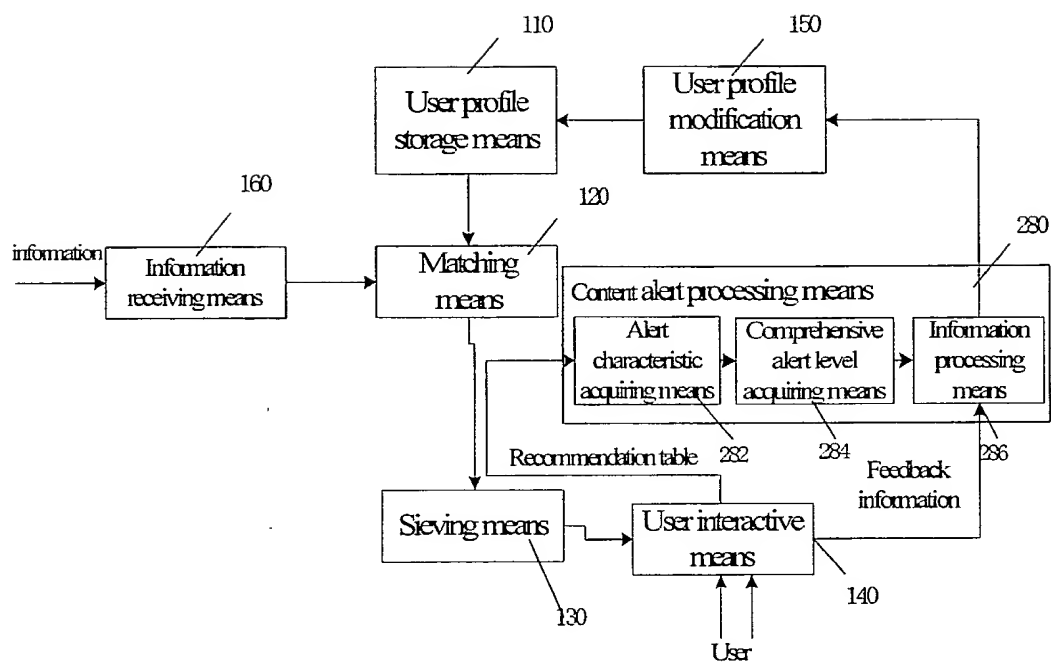 110
150
User profile
storage means
User profile
modification
means
160
120
280
information
Information
receiving means
Matching
means
Content alert processing means
Alert
characteristic
acquiring means
Comprehensive
alert level
acquiring means
Information
processing
means
282
284
286
Recommendation table
Feedback
information
Sieving means
User interactive
means
130
140
User